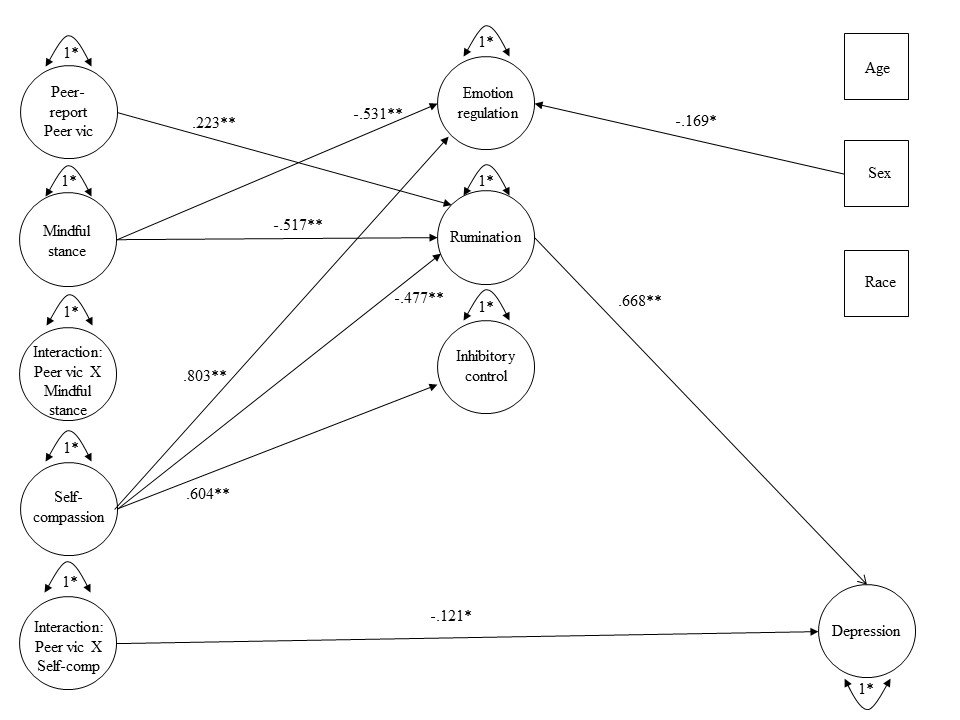 1*
Peer-
report
Peer vic
1*
Mindful
stance
1*
Interaction:
Peer vic X
Mindful
stance
1*
Self-
compassion
1*
Interaction:
Peer vic X
Self-comp
.223**
-.531**
-.517**
-.477**
.803**
.604**
-.121*
1*
Emotion
regulation
1*
Rumination
1*
Inhibitory
control
-.169*
.668**
Age
Sex
Race
Depression
1*